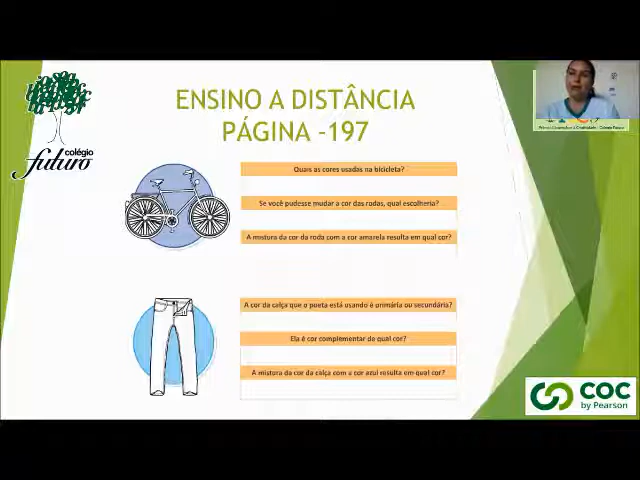 ENSINO A DISTÂNCIA
PÁGINA -197
colégio
futuro
Quais as cores usadas na bicicleta?
Se você pudesse mudar a cor das rodas, qual escolheria?
A mistura da cor da roda com a cor amarela resulta em qual cor?
A cor da calça que o poeta está usando é primária ou secundária?
Ela é cor complementar de qual cor?
A mistura da cor da calça com a cor azul resulta em qual cor?
COC
by Pearson